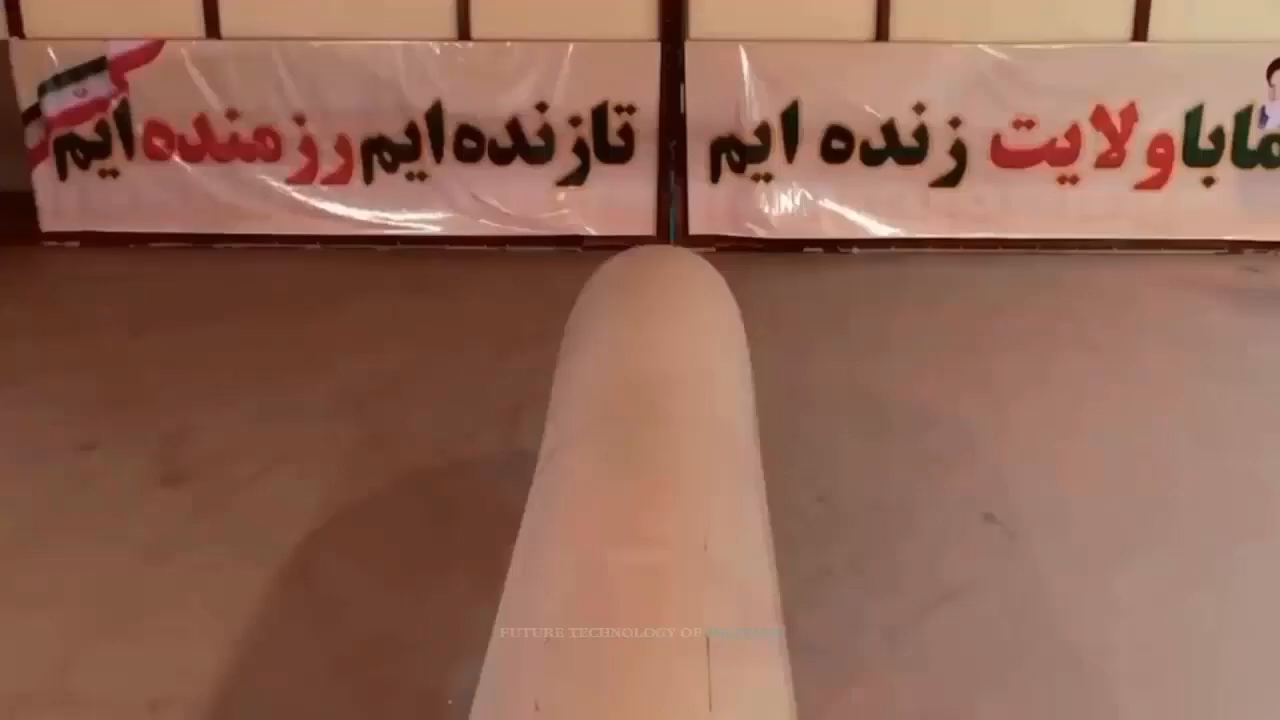 ما با ولایت زنده ایم
تا زنده ایم رزمنده ایم
FUTURE TECHNOLOGY OF